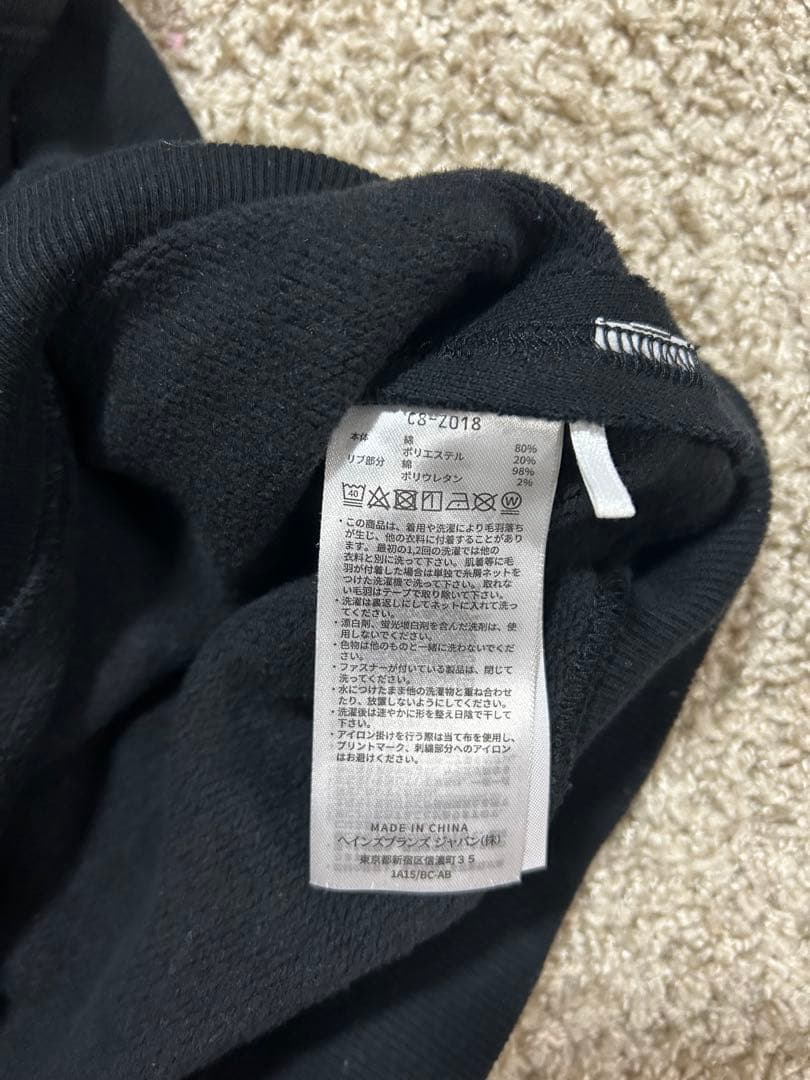 C8-Z018
本体 綿 80%
ポリエステル 20%
リブ部分 綿 98%
ポリウレタン 2%
40 W
・この商品は、着用や洗濯により毛羽落ち
が生じ、他の衣料に付着することがあり
ます。最初の1,2回の洗濯では他の
衣料と別に洗って下さい。肌着等に毛
羽が付着した場合は単独で糸屑ネットを
つけた洗濯機で洗って下さい。取れな
い毛羽はテープで取り除いて下さい。
・洗濯は裏返しにしてネットに入れて洗っ
てください。
・漂白剤、蛍光増白剤を含んだ洗剤は、使
用しないでください。
・色物は他のものと一緒に洗わないでくだ
さい。
・ファスナーが付いている製品は、閉じて
洗ってください。
・水につけたまま他の洗濯物と重ね合わせ
たり、放置しないようにしてください。
・洗濯後は速やかに形を整え日陰で干して
下さい。
・アイロン掛けを行う際は当て布を使用し、
プリントマーク、刺繍部分へのアイロン
はお避けください。
MADE IN CHINA
ヘインズブランズ ジャパン(株)
東京都新宿区信濃町35
1A15/BC-AB